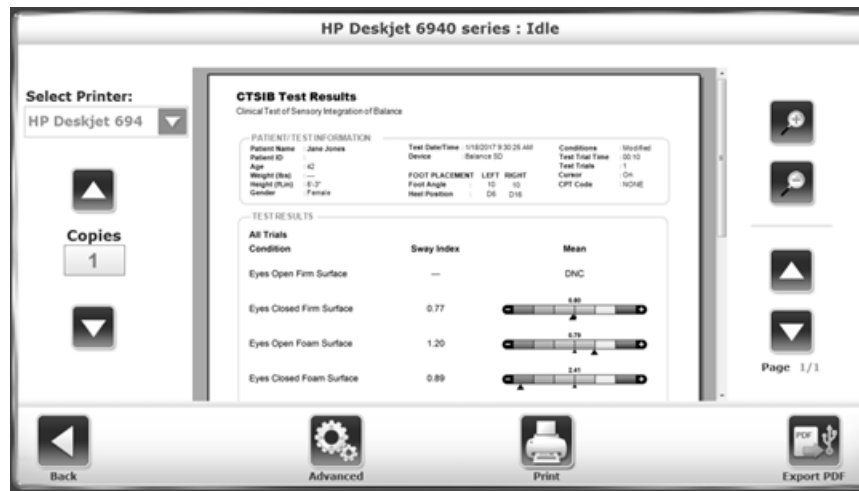 HP Deskjet 6940 series : Idle
Select Printer:
HP Deskjet 694
Copies
1
CTSIB Test Results
Clinical Test of Sensory Integration of Balance
PATIENT/TEST INFORMATION
Patient Name : Jane Jones
Patient ID :
Age : 42
Weight (lbs) : ---
Height (ft,in) : 6'-3"
Gender : Female
Test Date/Time : 1/18/2017 9:30:25 AM
Device : Balance SD
FOOT PLACEMENT LEFT RIGHT
Foot Angle : 10 10
Heel Position : D6 D16
Conditions : Modified
Test Trial Time : 00:10
Test Trials : 1
Cursor : On
CPT Code : NONE
TEST RESULTS
All Trials
Condition Sway Index Mean
Eyes Open Firm Surface --- DNC
Eyes Closed Firm Surface 0.77 0.80
Eyes Open Foam Surface 1.20 0.79
Eyes Closed Foam Surface 0.89 2.41
Page 1/1
Back
Advanced
Print
PDF
Export PDF